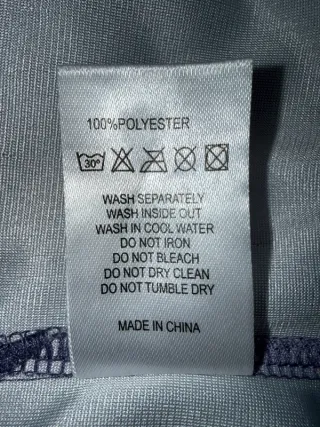 100%POLYESTER
30°
WASH SEPARATELY
WASH INSIDE OUT
WASH IN COOL WATER
DO NOT IRON
DO NOT BLEACH
DO NOT DRY CLEAN
DO NOT TUMBLE DRY
MADE IN CHINA